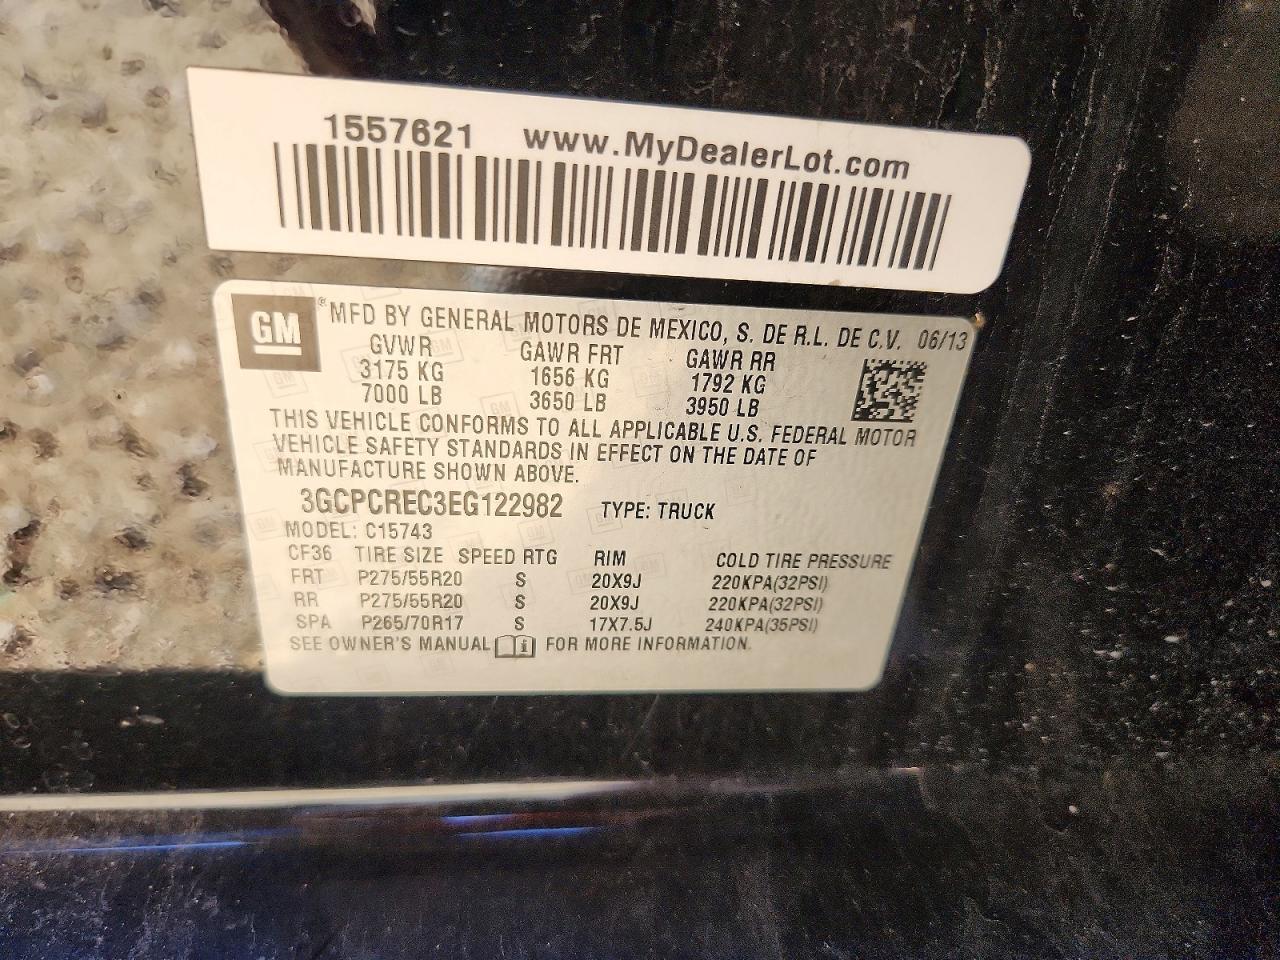 1557621 www.MyDealerLot.com
GM ® MFD BY GENERAL MOTORS DE MEXICO, S. DE R.L. DE C.V. 06/13
GVWR GAWR FRT GAWR RR
3175 KG 1656 KG 1792 KG
7000 LB 3650 LB 3950 LB
THIS VEHICLE CONFORMS TO ALL APPLICABLE U.S. FEDERAL MOTOR
VEHICLE SAFETY STANDARDS IN EFFECT ON THE DATE OF
MANUFACTURE SHOWN ABOVE.
3GCPCREC3EG122982 TYPE: TRUCK
MODEL: C15743
CF36 TIRE SIZE SPEED RTG RIM COLD TIRE PRESSURE
FRT P275/55R20 S 20X9J 220KPA(32PSI)
RR P275/55R20 S 20X9J 220KPA(32PSI)
SPA P265/70R17 S 17X7.5J 240KPA(35PSI)
SEE OWNER'S MANUAL i FOR MORE INFORMATION.